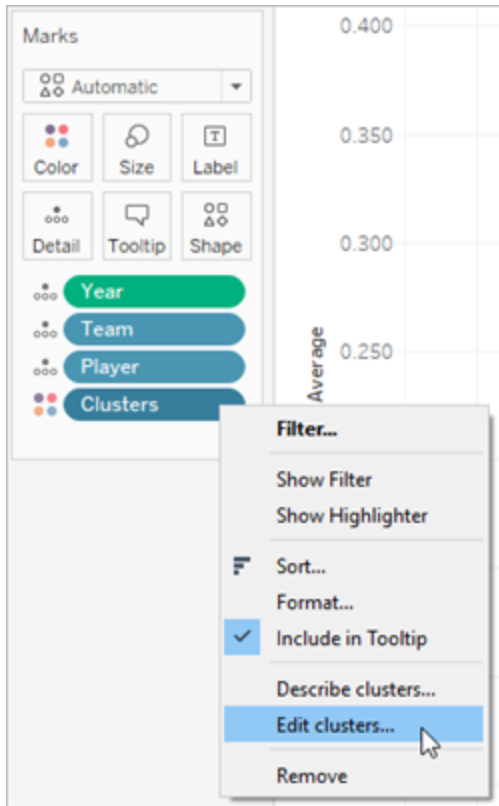 Marks
Automatic
Color Size Label
Detail Tooltip Shape
Year
Team
Player
Clusters
0.400
0.350
0.300
0.250
Average
Filter...
Show Filter
Show Highlighter
Sort...
Format...
Include in Tooltip
Describe clusters...
Edit clusters...
Remove